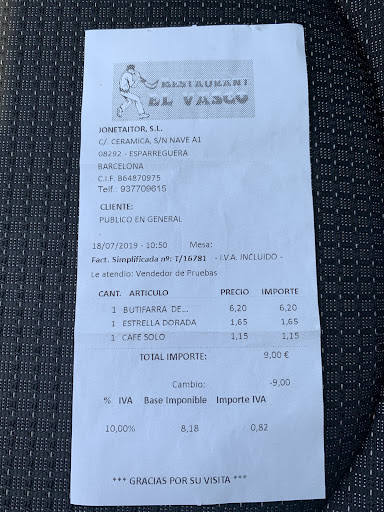 RESTAURANT
EL VASCO
JONETAITOR, S.L.
C/. CERAMICA, S/N NAVE A1
08292 - ESPARREGUERA
BARCELONA
C.I.F. B64870975
Telf.: 937709615
CLIENTE:
PUBLICO EN GENERAL
18/07/2019 - 10:50 Mesa:
Fact. Simplificada nº: T/16781 - I.V.A. INCLUIDO -
Le atendio: Vendedor de Pruebas
CANT. ARTICULO PRECIO IMPORTE
1 BUTIFARRA DE... 6,20 6,20
1 ESTRELLA DORADA 1,65 1,65
1 CAFE SOLO 1,15 1,15
TOTAL IMPORTE: 9,00 €
Cambio: -9,00
% IVA Base Imponible Importe IVA
10,00% 8,18 0,82
*** GRACIAS POR SU VISITA ***